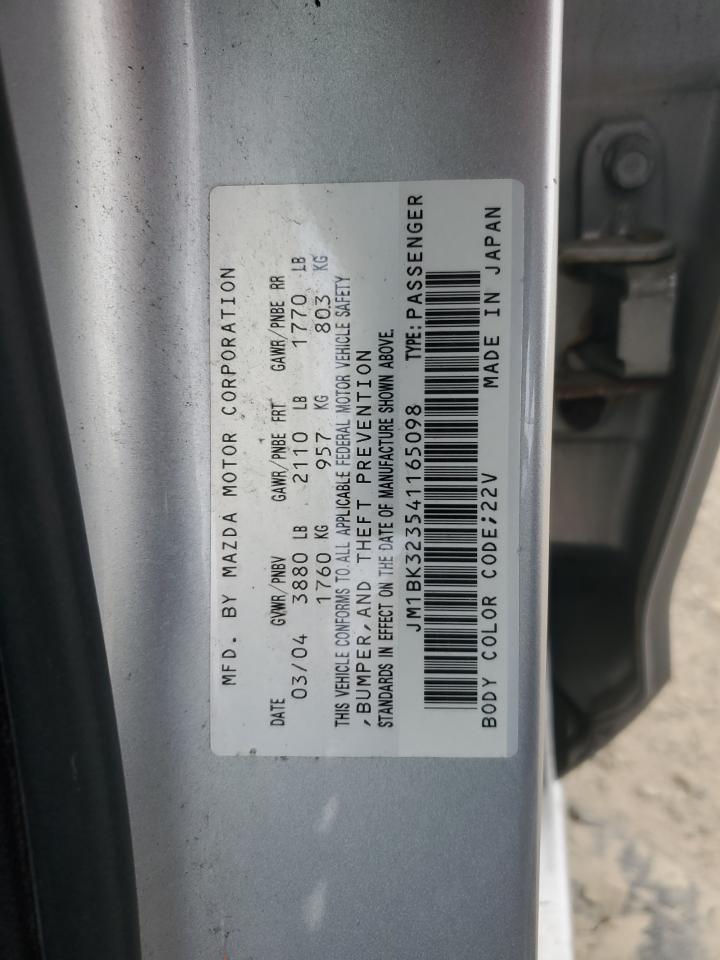 MFD. BY MAZDA MOTOR CORPORATION
DATE GVWR/PNBV GAWR/PNBE FRT GAWR/PNBE RR
03/04 3880 LB 2110 LB 1770 LB
1760 KG 957 KG 803 KG
THIS VEHICLE CONFORMS TO ALL APPLICABLE FEDERAL MOTOR VEHICLE SAFETY
,BUMPER,AND THEFT PREVENTION
STANDARDS IN EFFECT ON THE DATE OF MANUFACTURE SHOWN ABOVE.
JM1BK323541165098 TYPE:PASSENGER
BODY COLOR CODE;22V MADE IN JAPAN